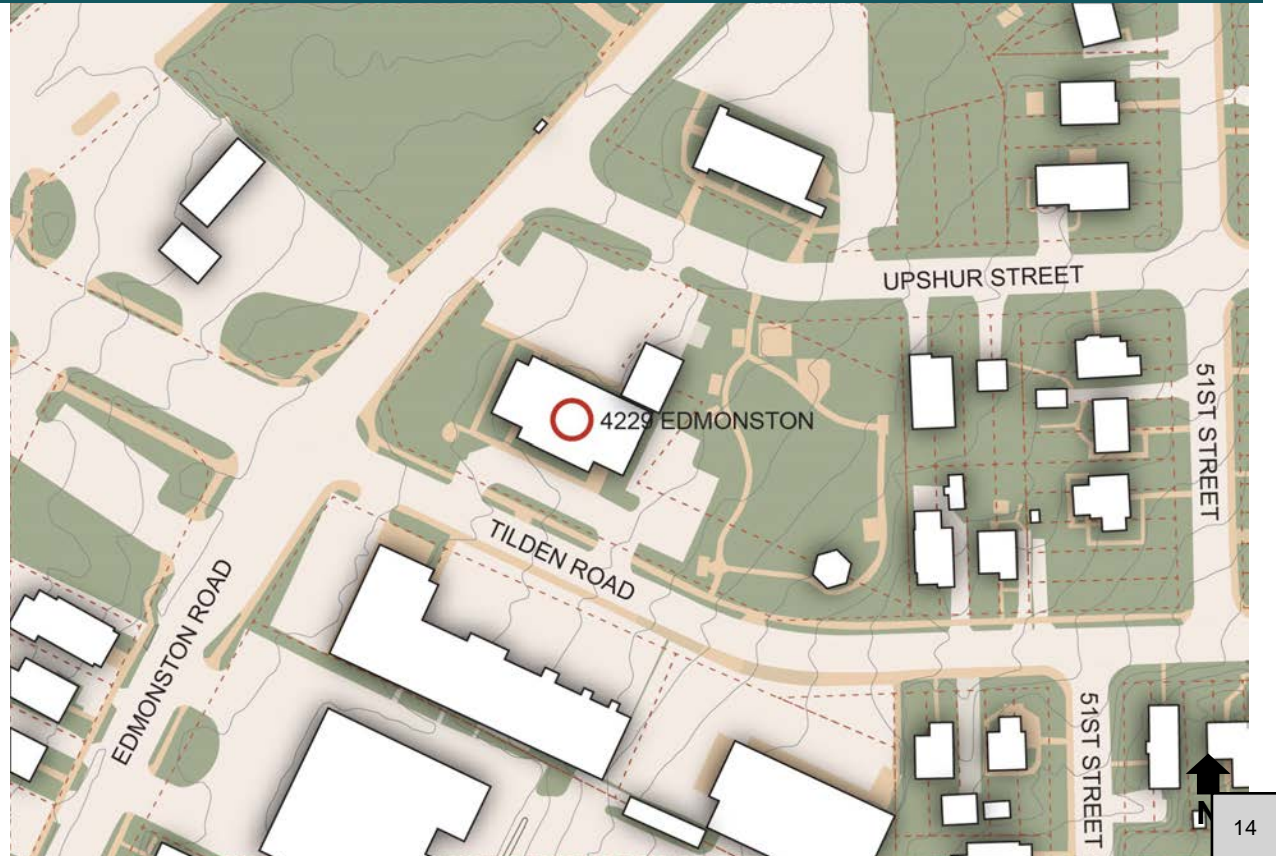 UPSHUR STREET
4229 EDMONSTON
51ST STREET
TILDEN ROAD
EDMONSTON ROAD
51ST STREET
N
14